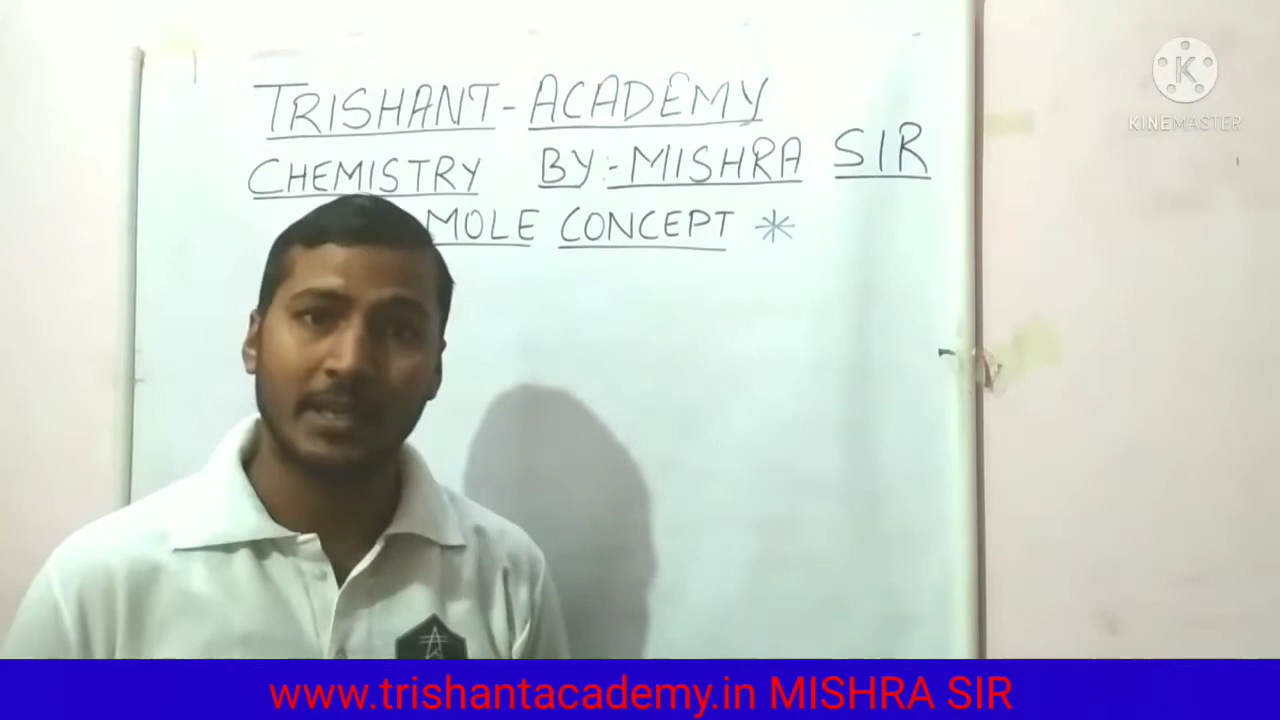 TRISHANT-ACADEMY
CHEMISTRY BY:- MISHRA SIR
MOLE CONCEPT *
K
KINEMASTER
www.trishantacademy.in MISHRA SIR